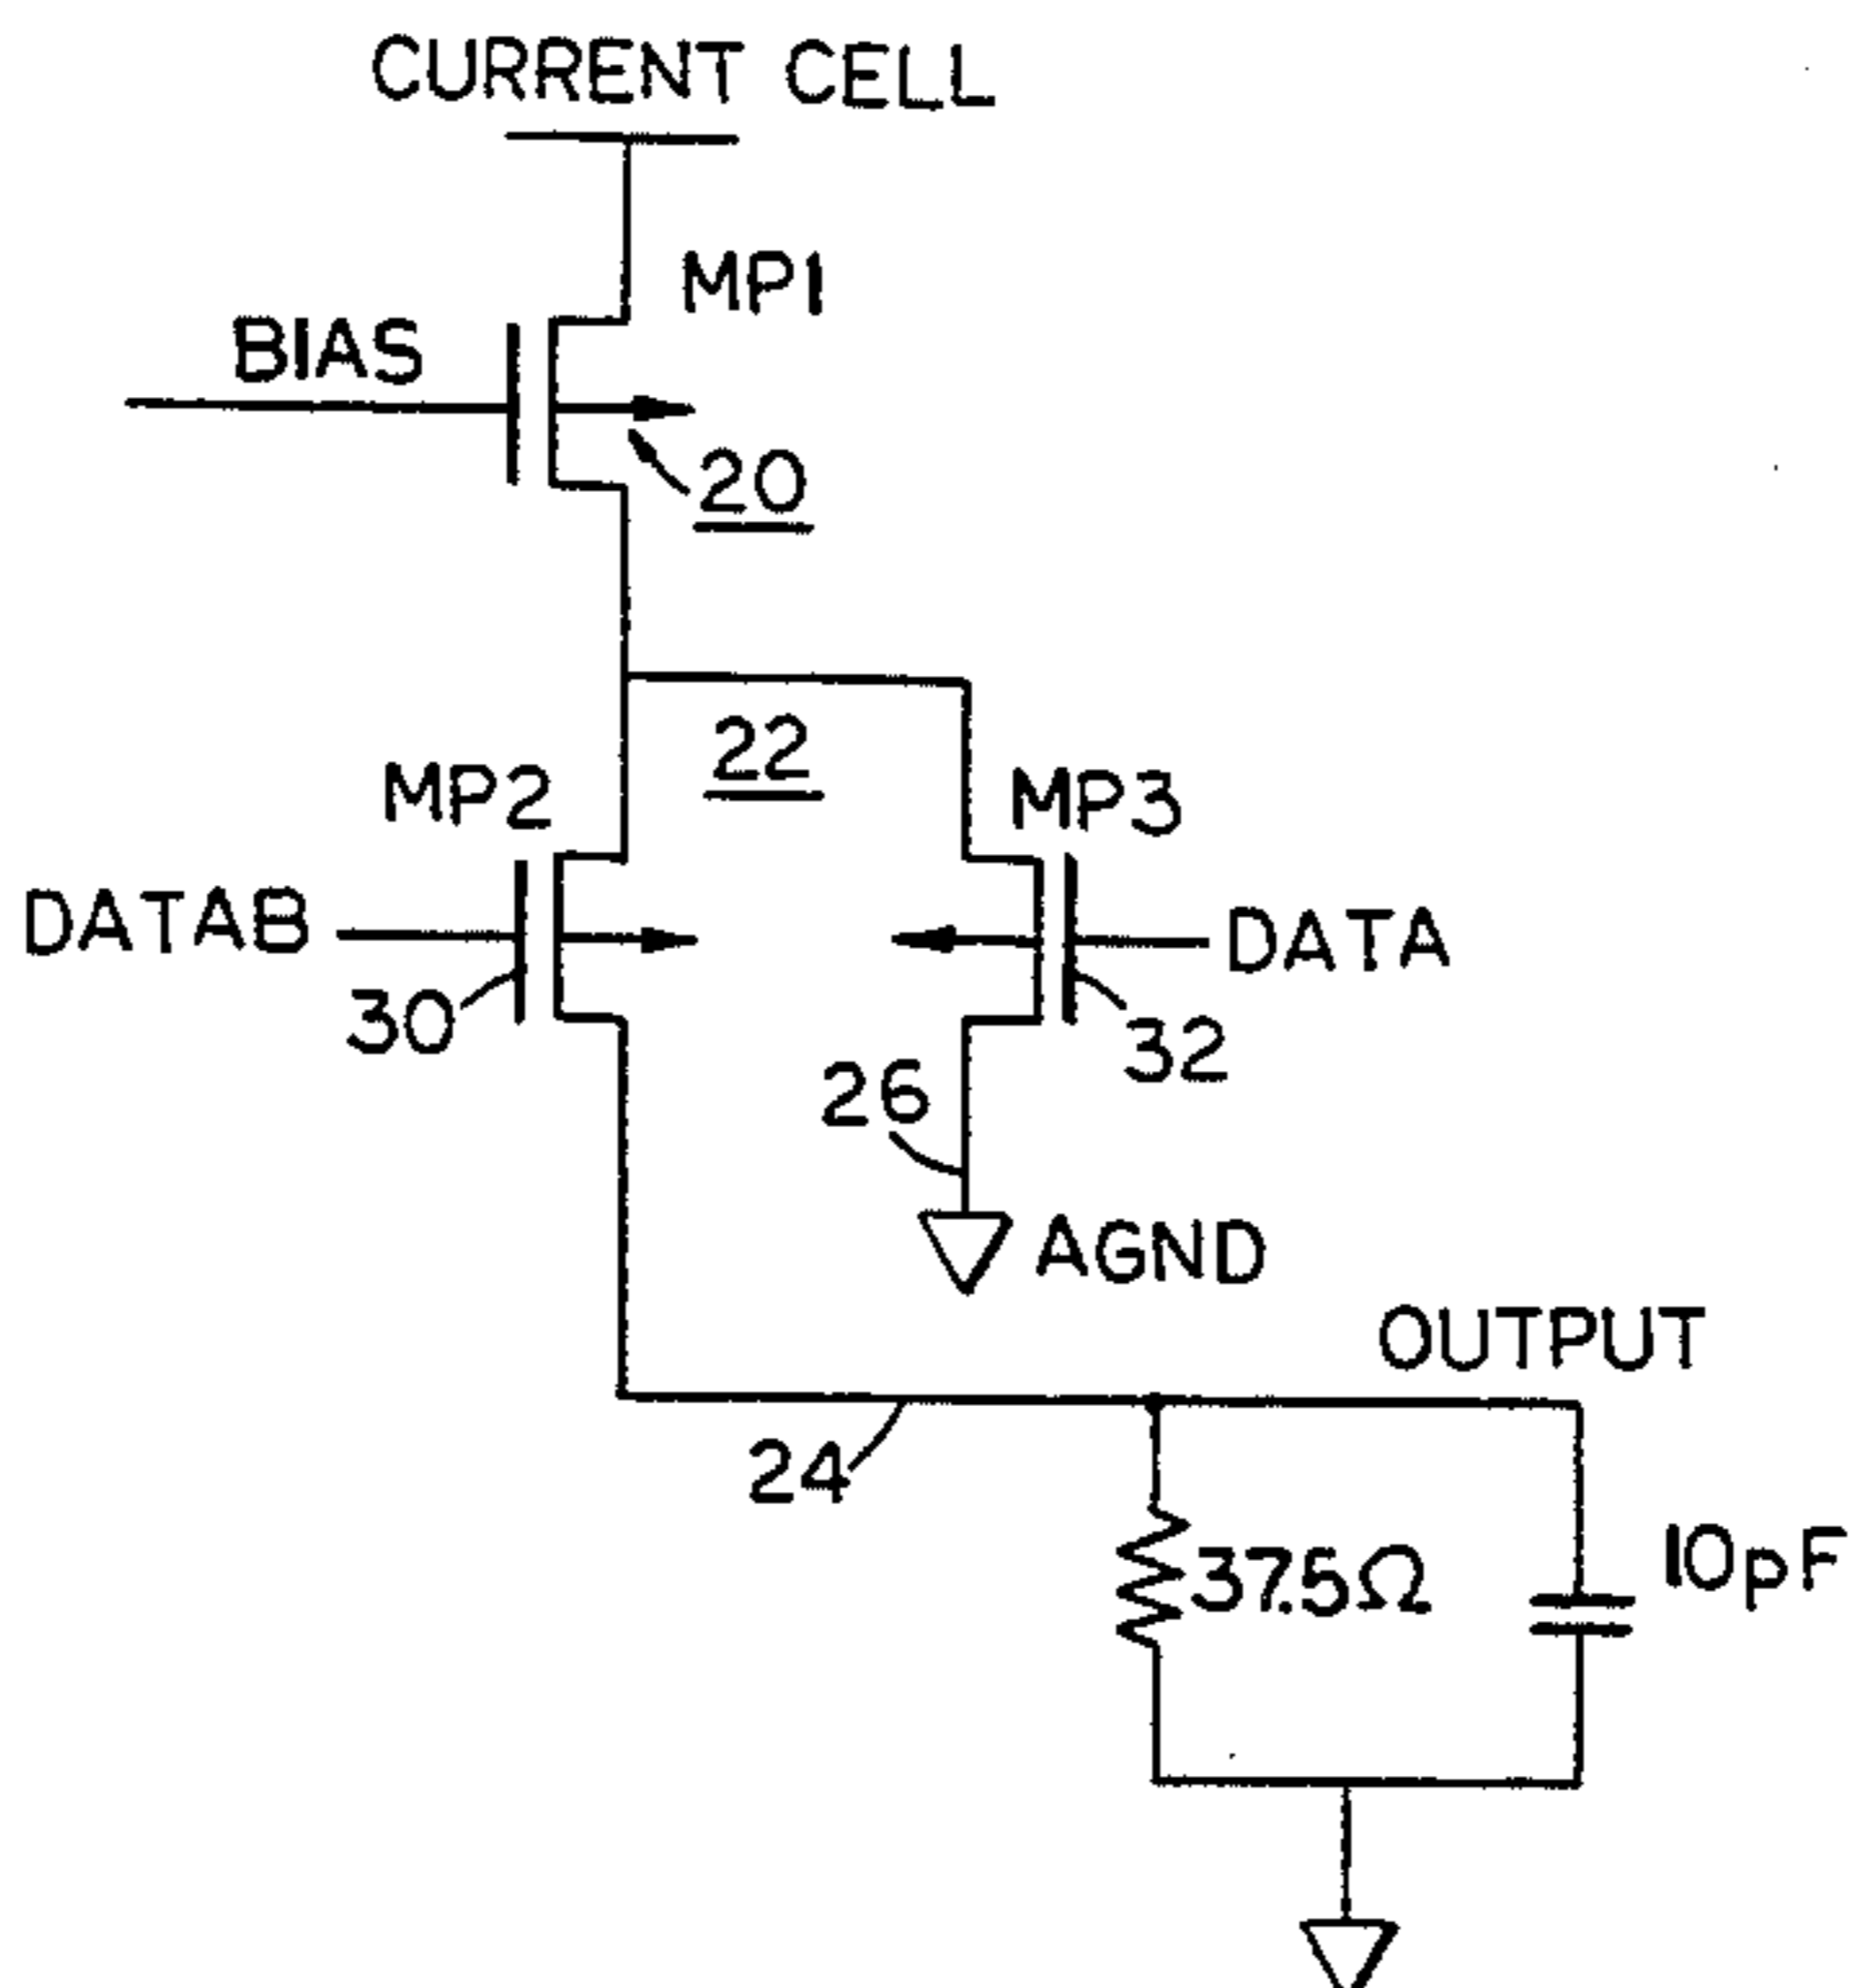 CURRENT CELL
MP1
BIAS
20
22
MP2
MP3
DATAB
DATA
30
32
26
AGND
OUTPUT
24
37.5Ω
10pF